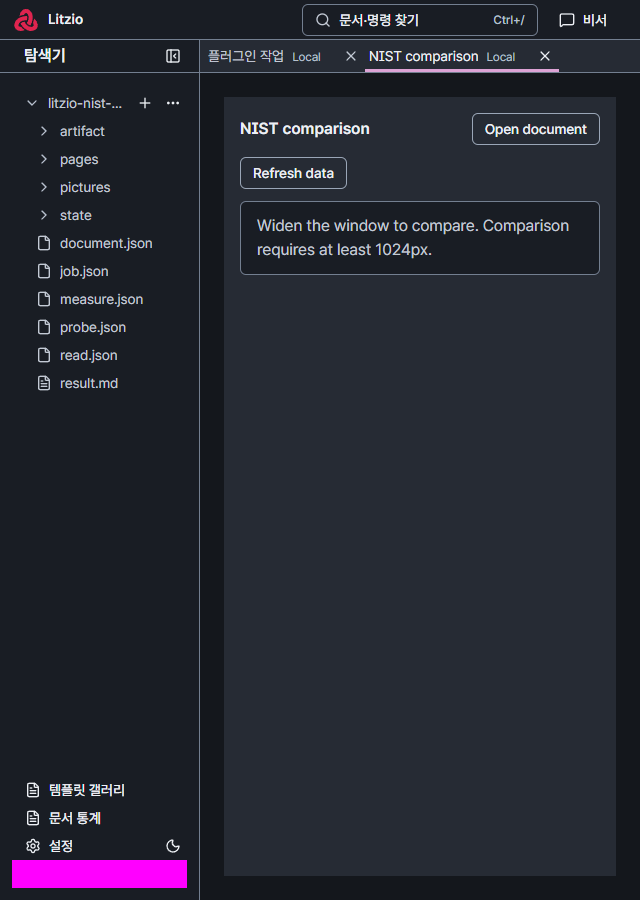 Litzio
문서·명령 찾기 Ctrl+/
비서
탐색기
플러그인 작업 Local
NIST comparison Local
litzio-nist-...
artifact
pages
pictures
state
document.json
job.json
measure.json
probe.json
read.json
result.md
NIST comparison
Open document
Refresh data
Widen the window to compare. Comparison
requires at least 1024px.
템플릿 갤러리
문서 통계
설정